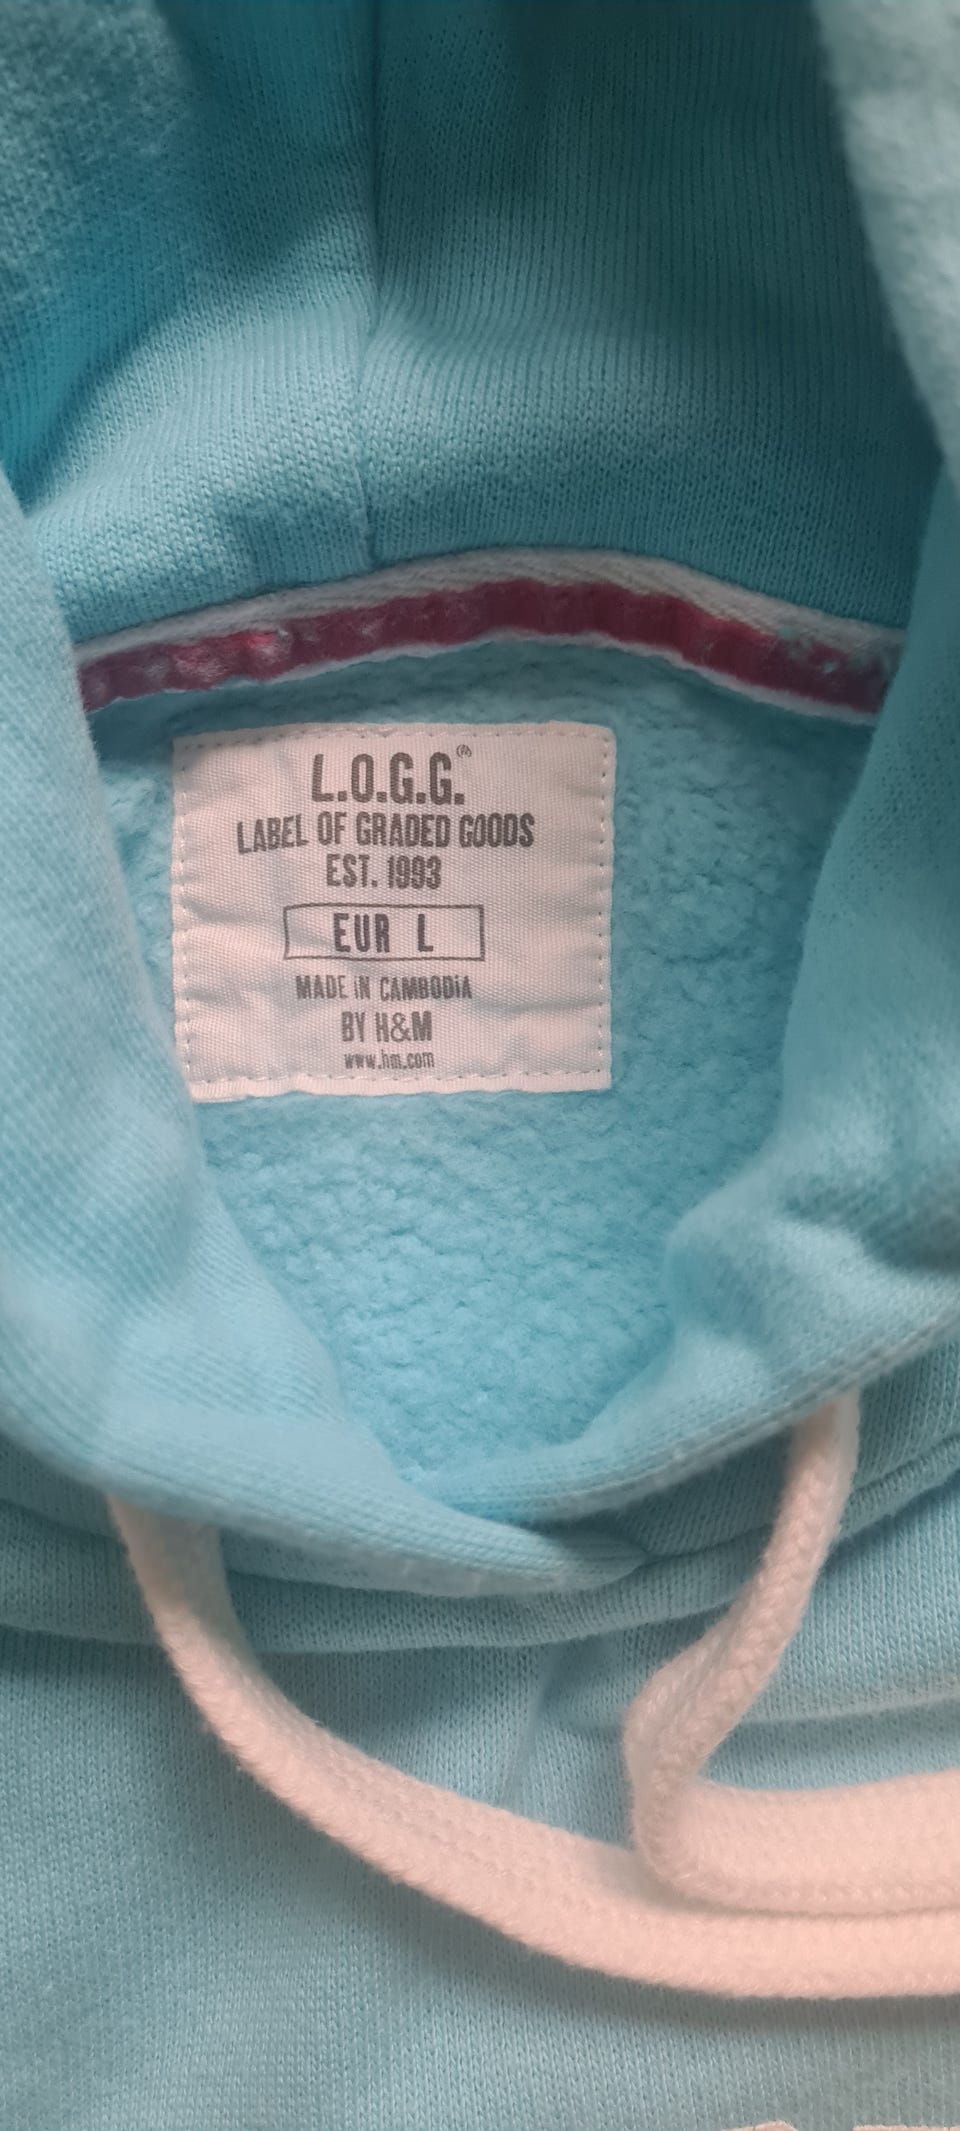 L.O.G.G.®
LABEL OF GRADED GOODS
EST. 1993
EUR L
MADE IN CAMBODIA
BY H&M
www.hm.com